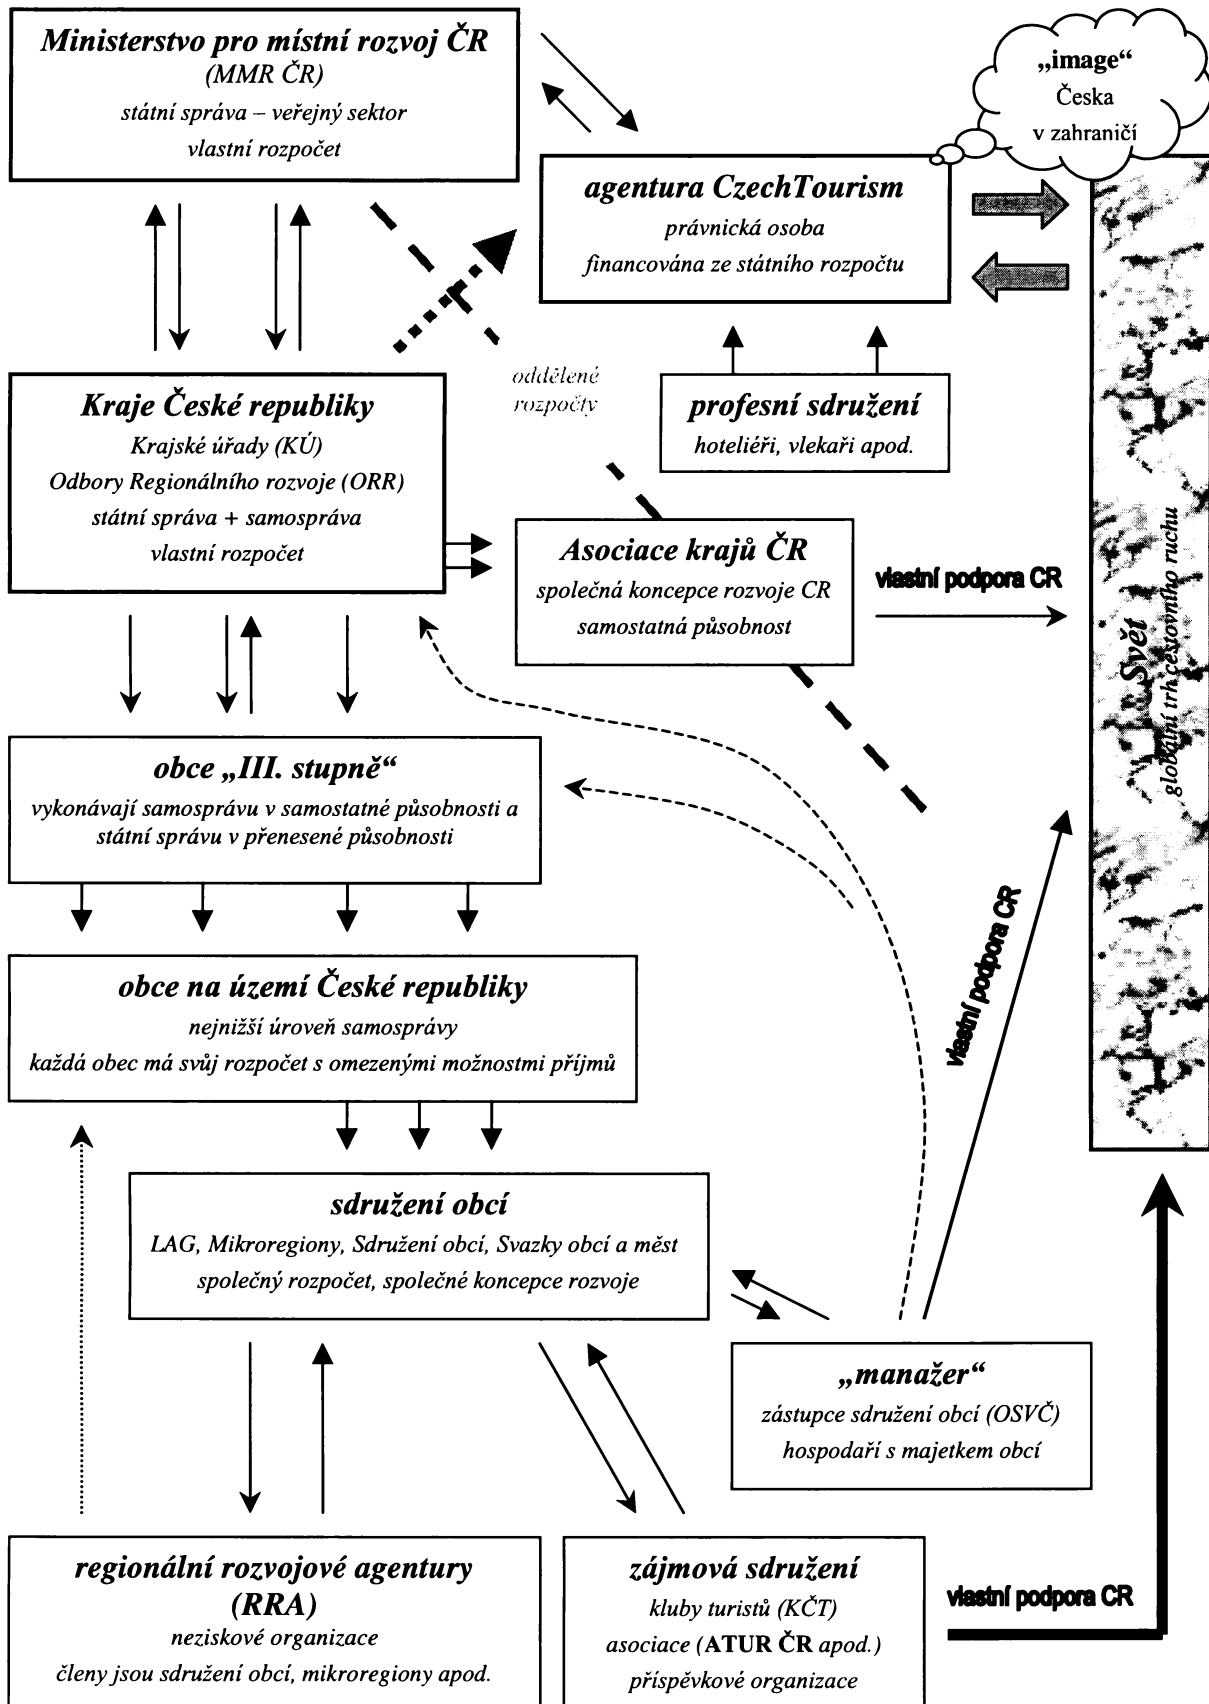 Ministerstvo pro místní rozvoj ČR
(MMR ČR)
státní správa – veřejný sektor
vlastní rozpočet
„image“
Česka
v zahraničí
agentura CzechTourism
právnická osoba
financována ze státního rozpočtu
oddělené
rozpočty
profesní sdružení
hoteliéři, vlekaři apod.
Kraje České republiky
Krajské úřady (KÚ)
Odbory Regionálního rozvoje (ORR)
státní správa + samospráva
vlastní rozpočet
Asociace krajů ČR
společná koncepce rozvoje CR
samostatná působnost
vlastní podpora CR
Svět
globální trh cestovního ruchu
obce „III. stupně“
vykonávají samosprávu v samostatné působnosti a
státní správu v přenesené působnosti
obce na území České republiky
nejnižší úroveň samosprávy
každá obec má svůj rozpočet s omezenými možnostmi příjmů
vlastní podpora CR
sdružení obcí
LAG, Mikroregiony, Sdružení obcí, Svazky obcí a měst
společný rozpočet, společné koncepce rozvoje
„manažer“
zástupce sdružení obcí (OSVČ)
hospodaří s majetkem obcí
regionální rozvojové agentury
(RRA)
neziskové organizace
členy jsou sdružení obcí, mikroregiony apod.
zájmová sdružení
kluby turistů (KČT)
asociace (ATUR ČR apod.)
příspěvkové organizace
vlastní podpora CR